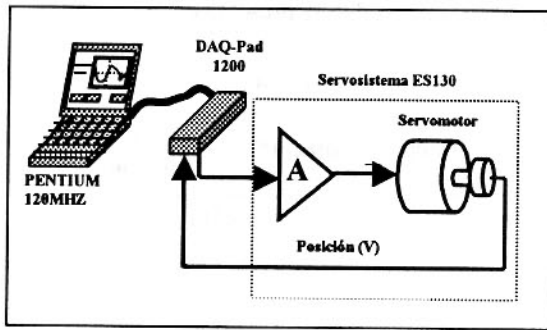 DAQ-Pad
1200
Servosistema ES130
Servomotor
A
PENTIUM
120MHZ
Posición (V)